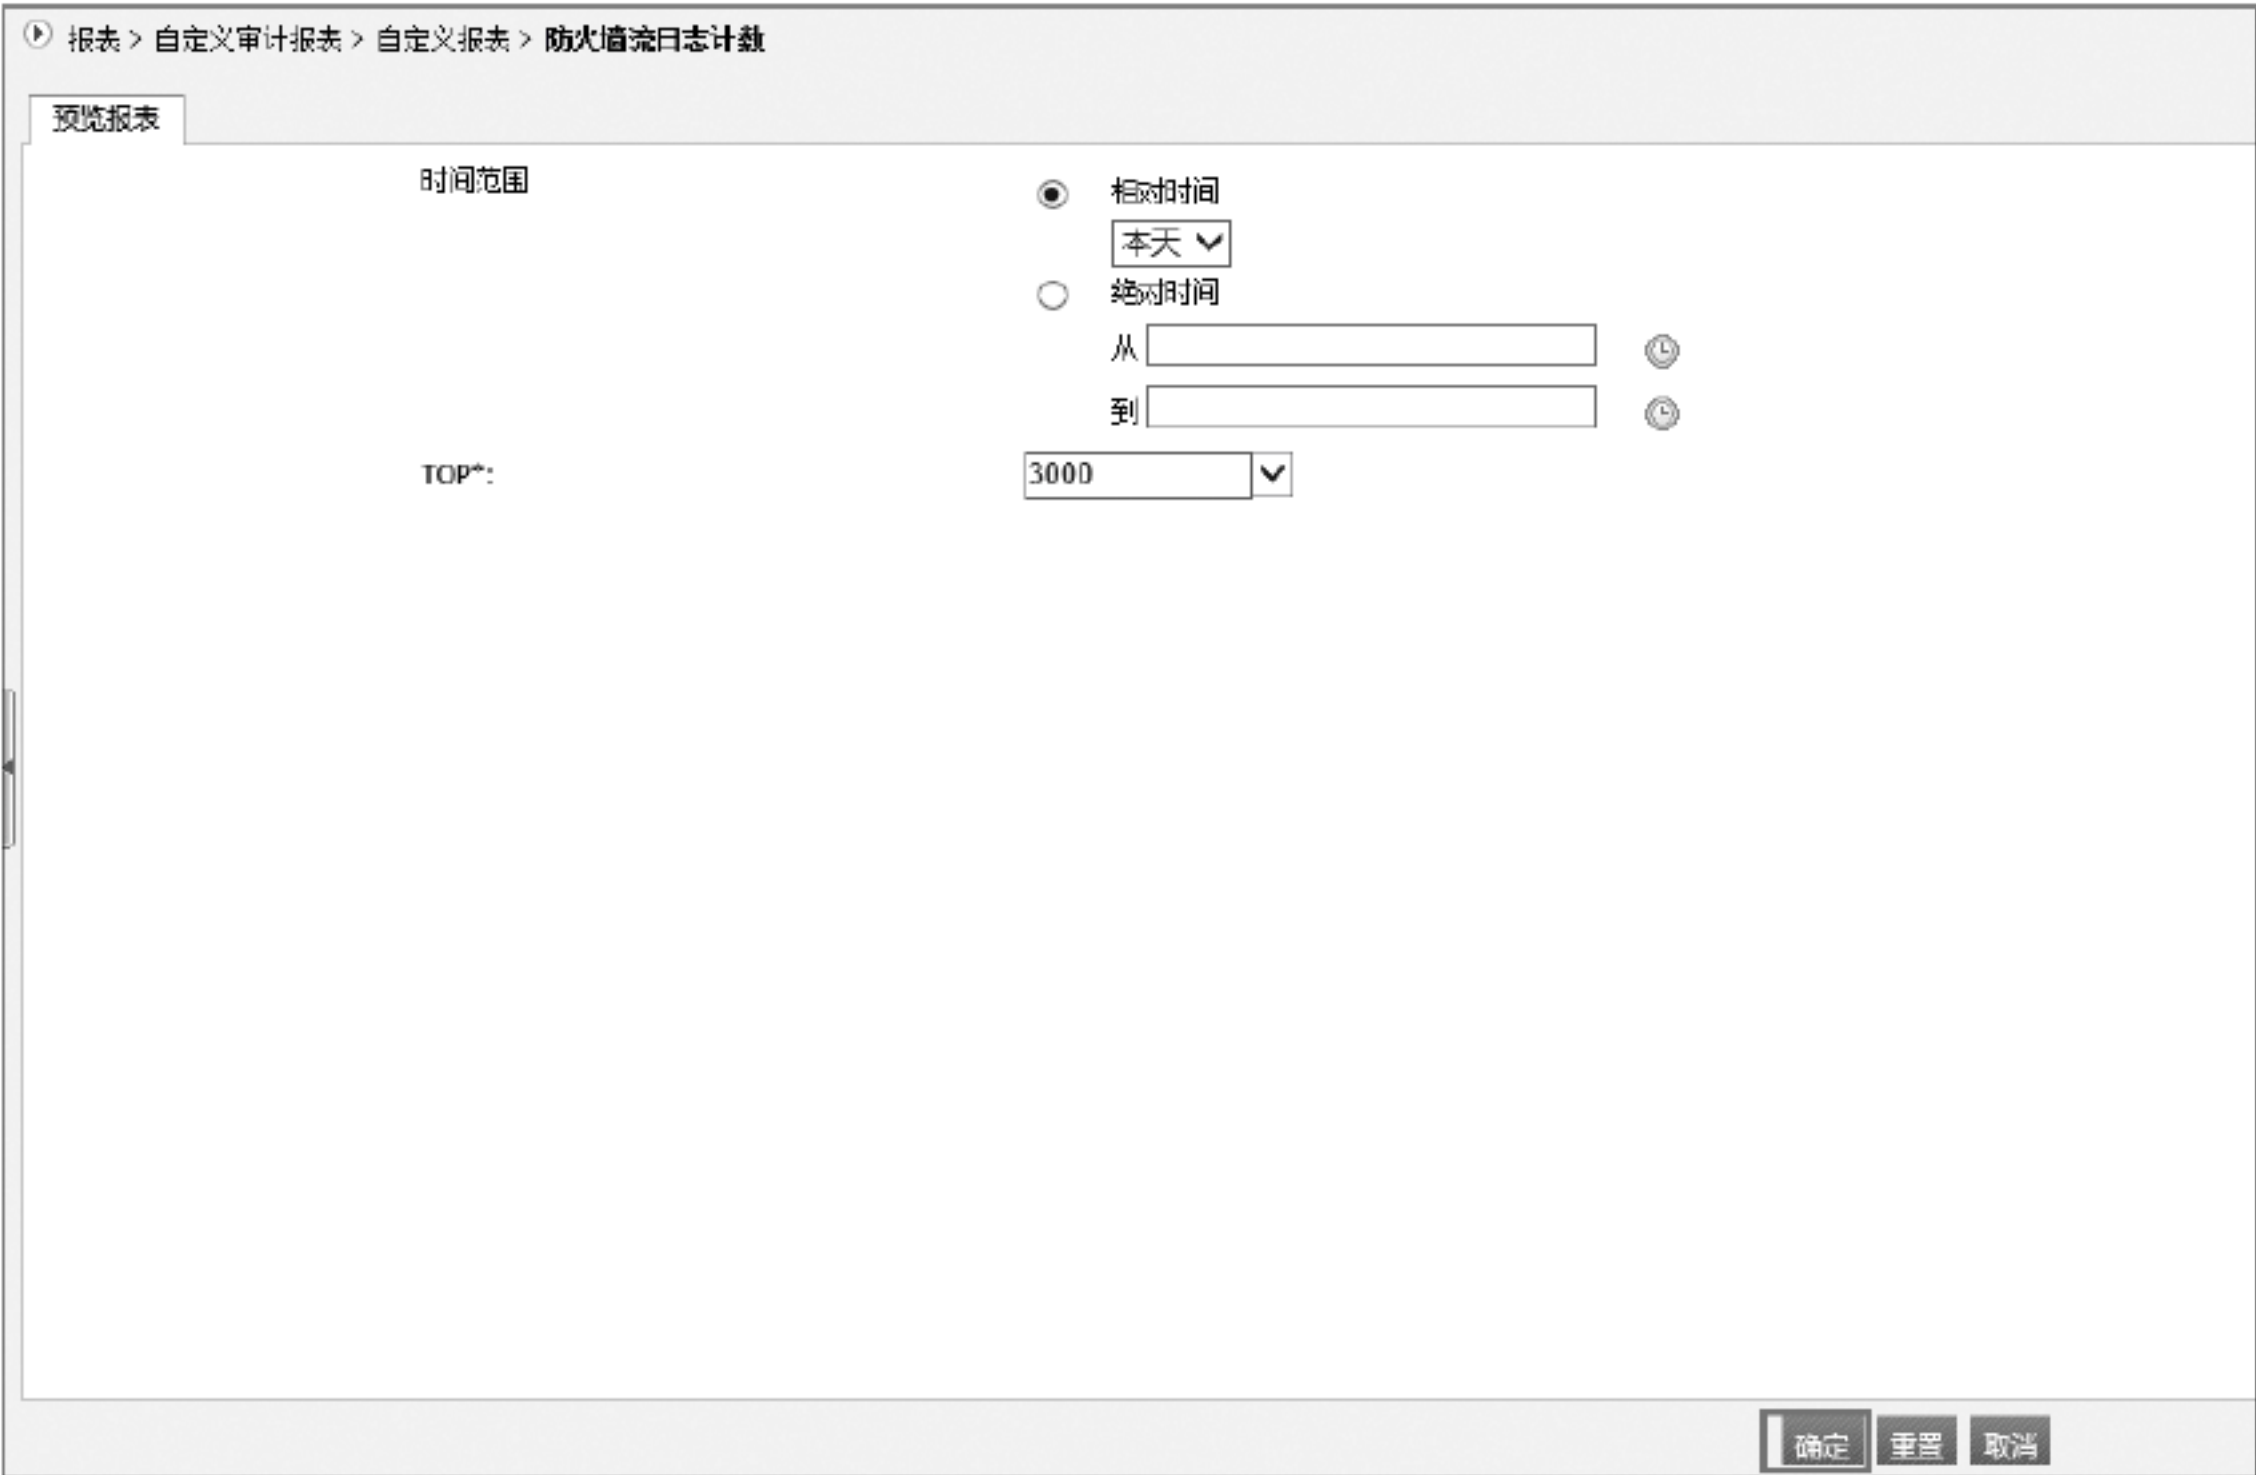 报表 > 自定义审计报表 > 自定义报表 > 防火墙流日志计数
预览报表
时间范围
相对时间
本天
绝对时间
从
到
TOP*: 3000
确定 重置 取消